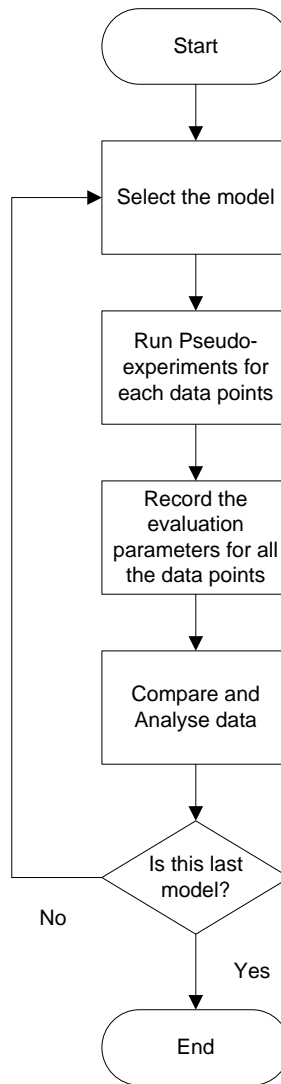 Start
Select the model
Run Pseudo-
experiments for
each data points
Record the
evaluation
parameters for all
the data points
Compare and
Analyse data
Is this last
model?
No
Yes
End